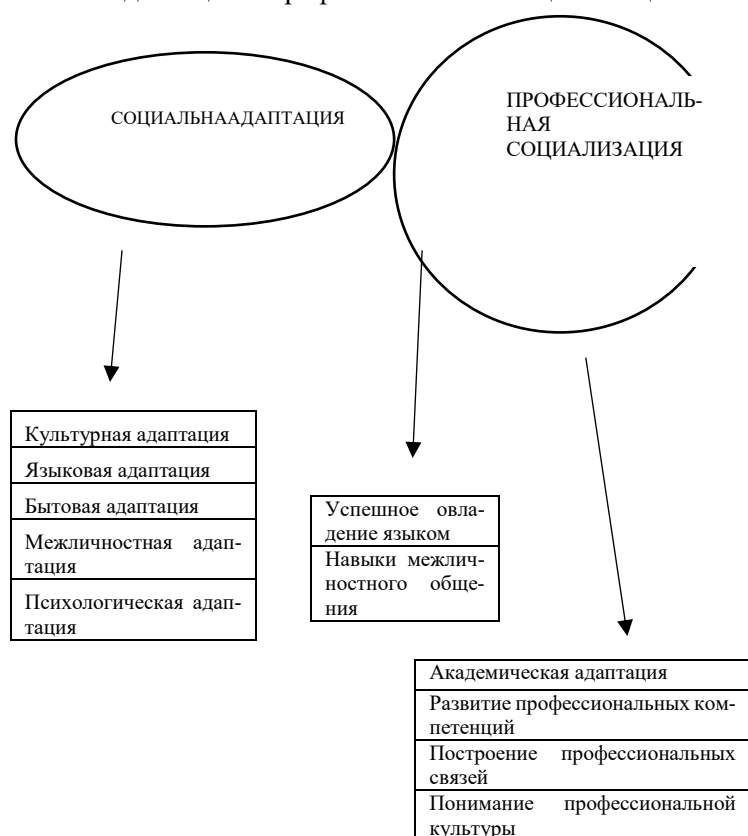 СОЦИАЛЬНААДАПТАЦИЯ
ПРОФЕССИОНАЛЬ-
НАЯ
СОЦИАЛИЗАЦИЯ
Культурная адаптация
Языковая адаптация
Бытовая адаптация
Межличностная адап-
тация
Психологическая адап-
тация
Успешное овла-
дение языком
Навыки межлич-
ностного обще-
ния
Академическая адаптация
Развитие профессиональных ком-
петенций
Построение профессиональных
связей
Понимание профессиональной
культуры